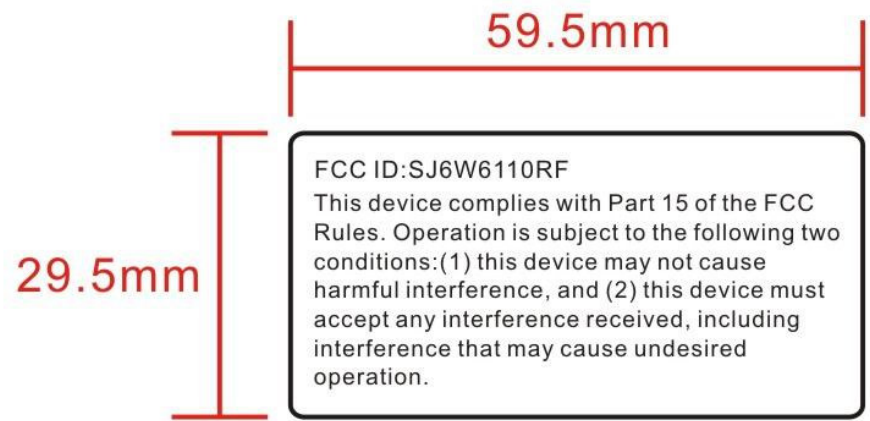 59.5mm
29.5mm
FCC ID:SJ6W6110RF
This device complies with Part 15 of the FCC
Rules. Operation is subject to the following two
conditions:(1) this device may not cause
harmful interference, and (2) this device must
accept any interference received, including
interference that may cause undesired
operation.